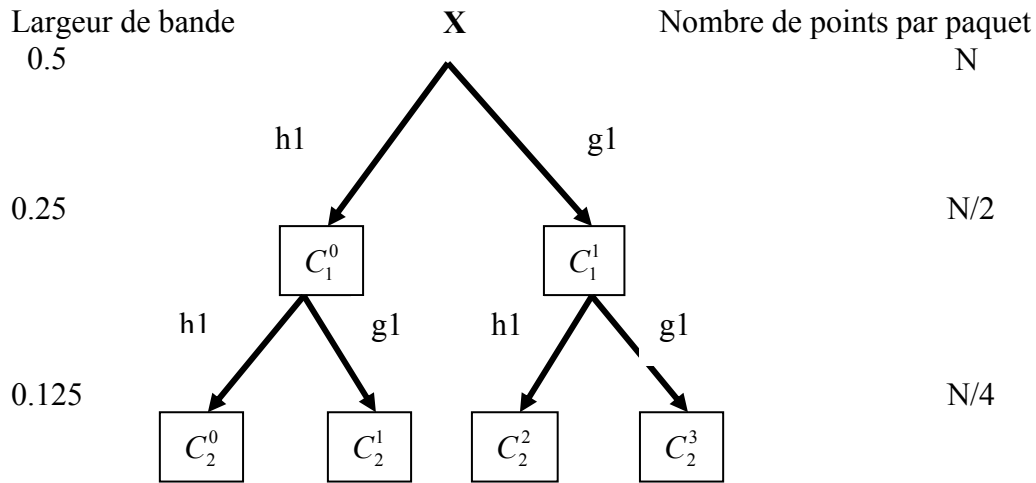 Largeur de bande X Nombre de points par paquet
0.5 N
h1 g1
0.25 N/2
C_1^0 C_1^1
h1 g1 h1 g1
0.125 N/4
C_2^0 C_2^1 C_2^2 C_2^3